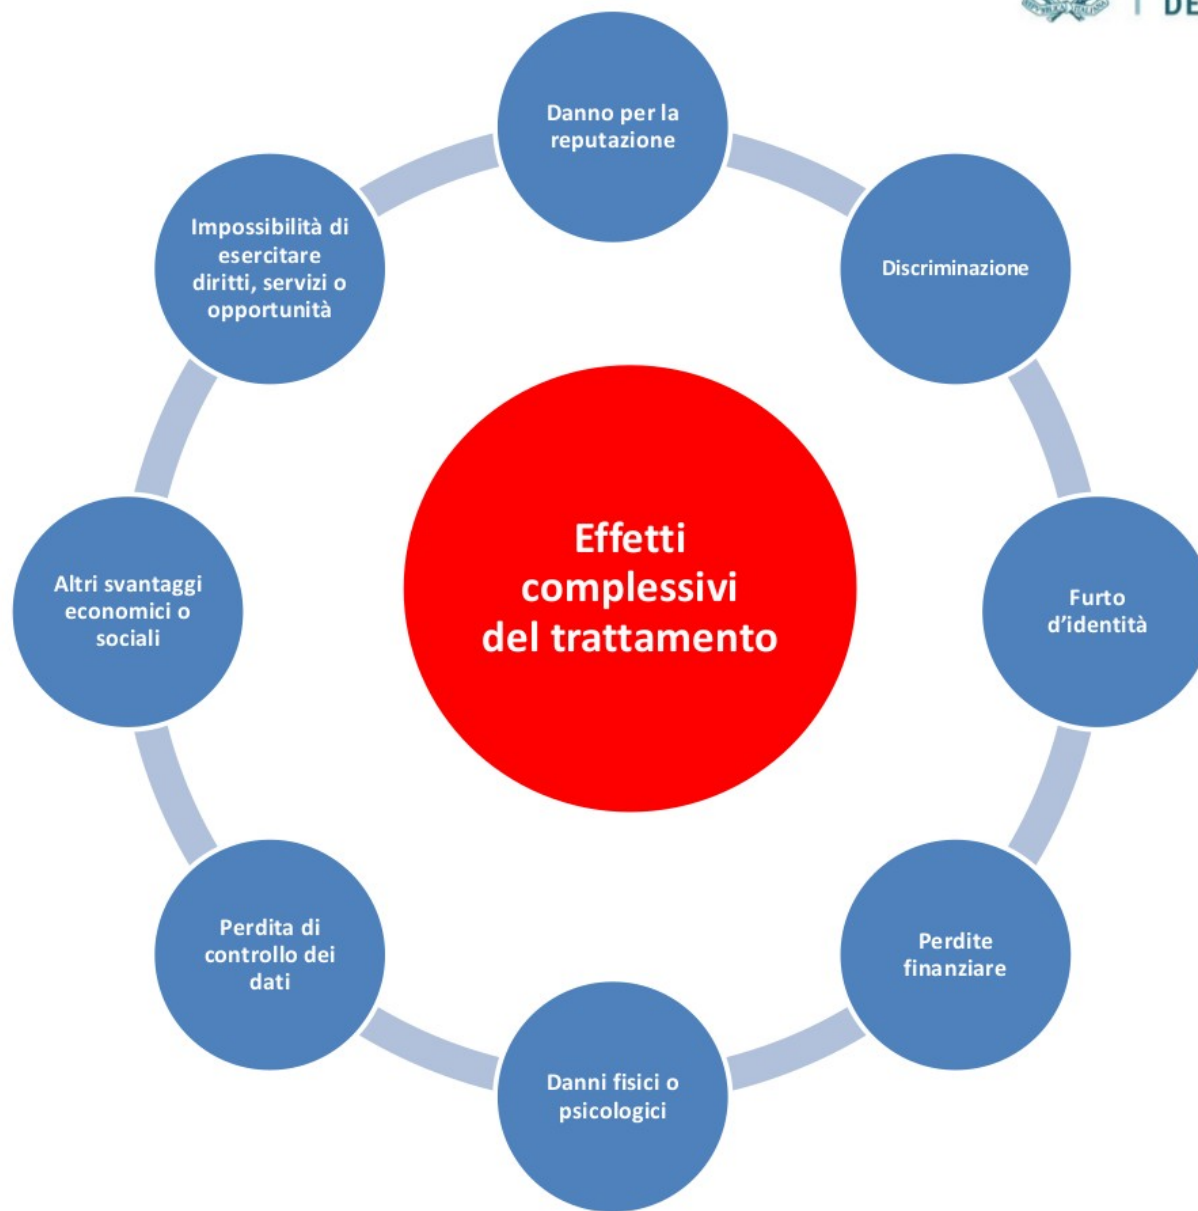 DE
Danno per la
reputazione
Impossibilità di
esercitare
diritti, servizi o
opportunità
Discriminazione
Effetti
complessivi
del trattamento
Altri svantaggi
economici o
sociali
Furto
d’identità
Perdita di
controllo dei
dati
Perdite
finanziare
Danni fisici o
psicologici